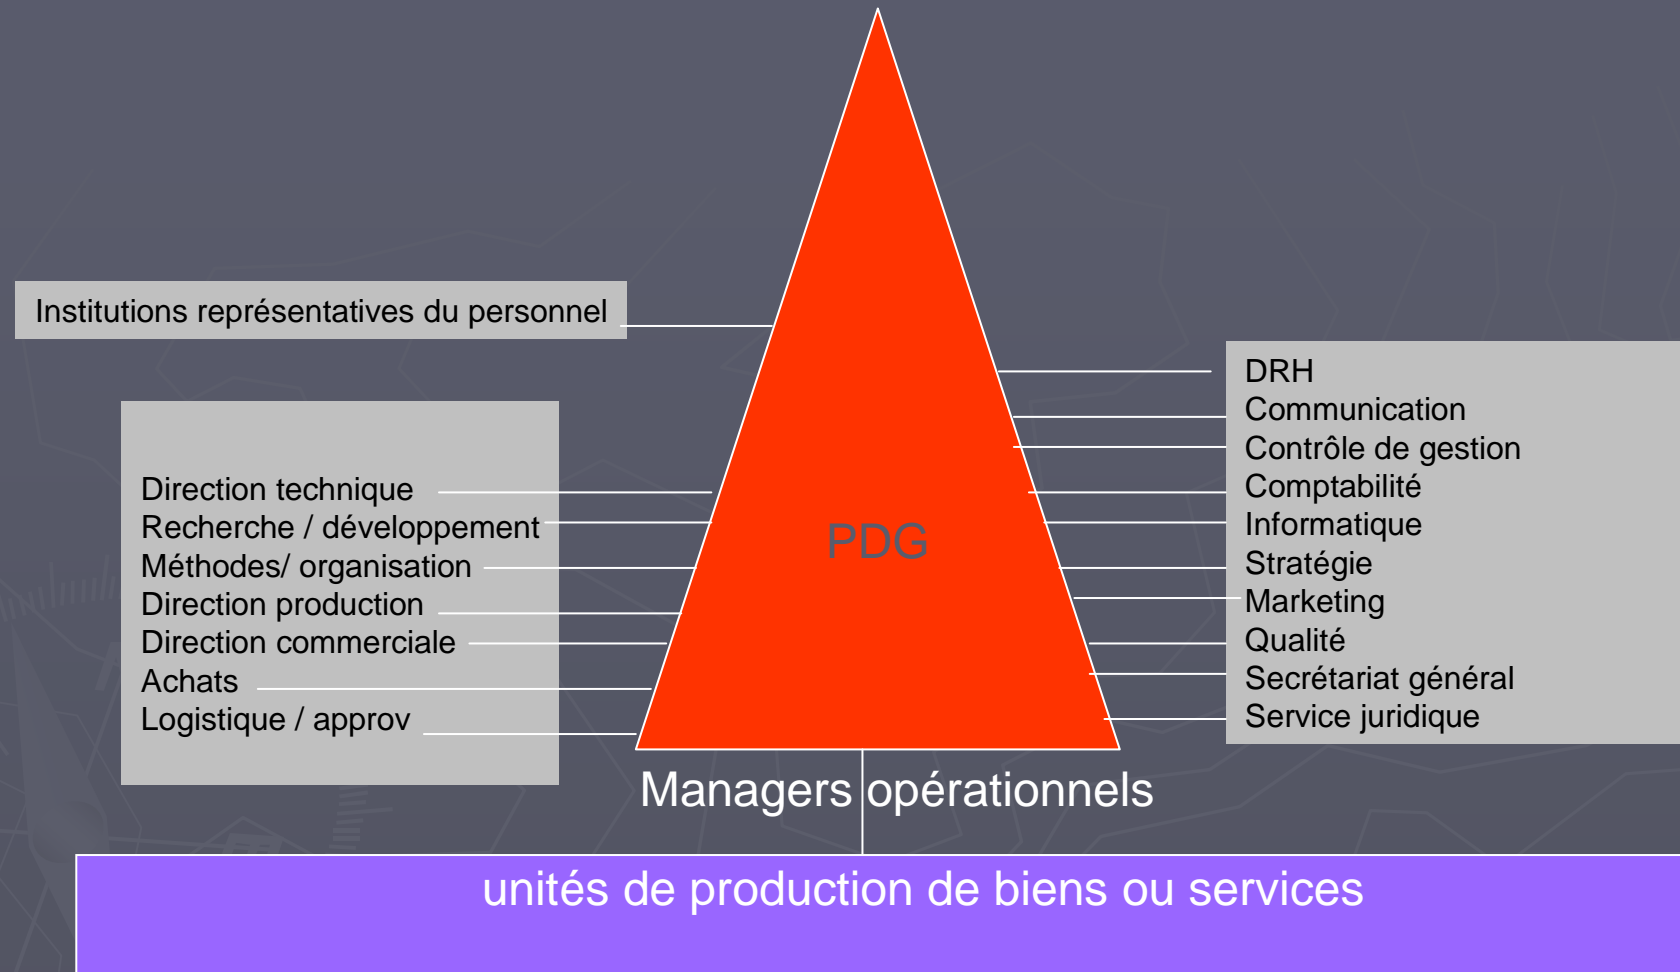 Institutions représentatives du personnel
Direction technique
Recherche / développement
Méthodes/ organisation
Direction production
Direction commerciale
Achats
Logistique / approv
PDG
DRH
Communication
Contrôle de gestion
Comptabilité
Informatique
Stratégie
Marketing
Qualité
Secrétariat général
Service juridique
Managers opérationnels
unités de production de biens ou services